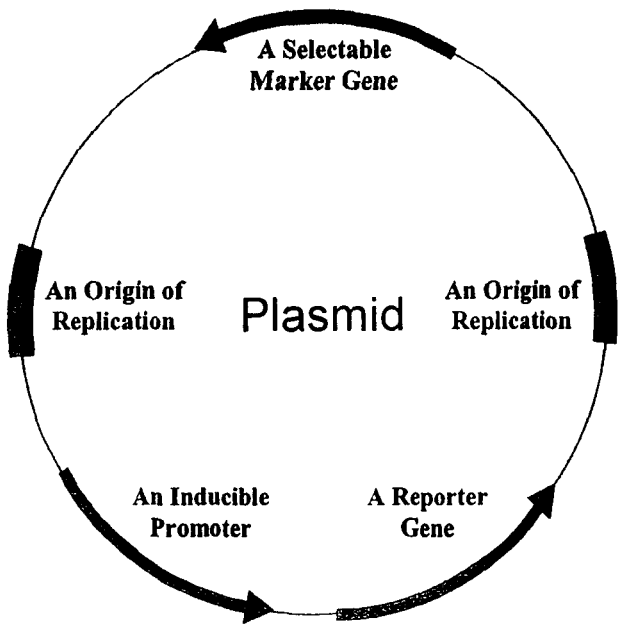 A Selectable
Marker Gene
An Origin of
Replication
Plasmid
An Origin of
Replication
An Inducible
Promoter
A Reporter
Gene